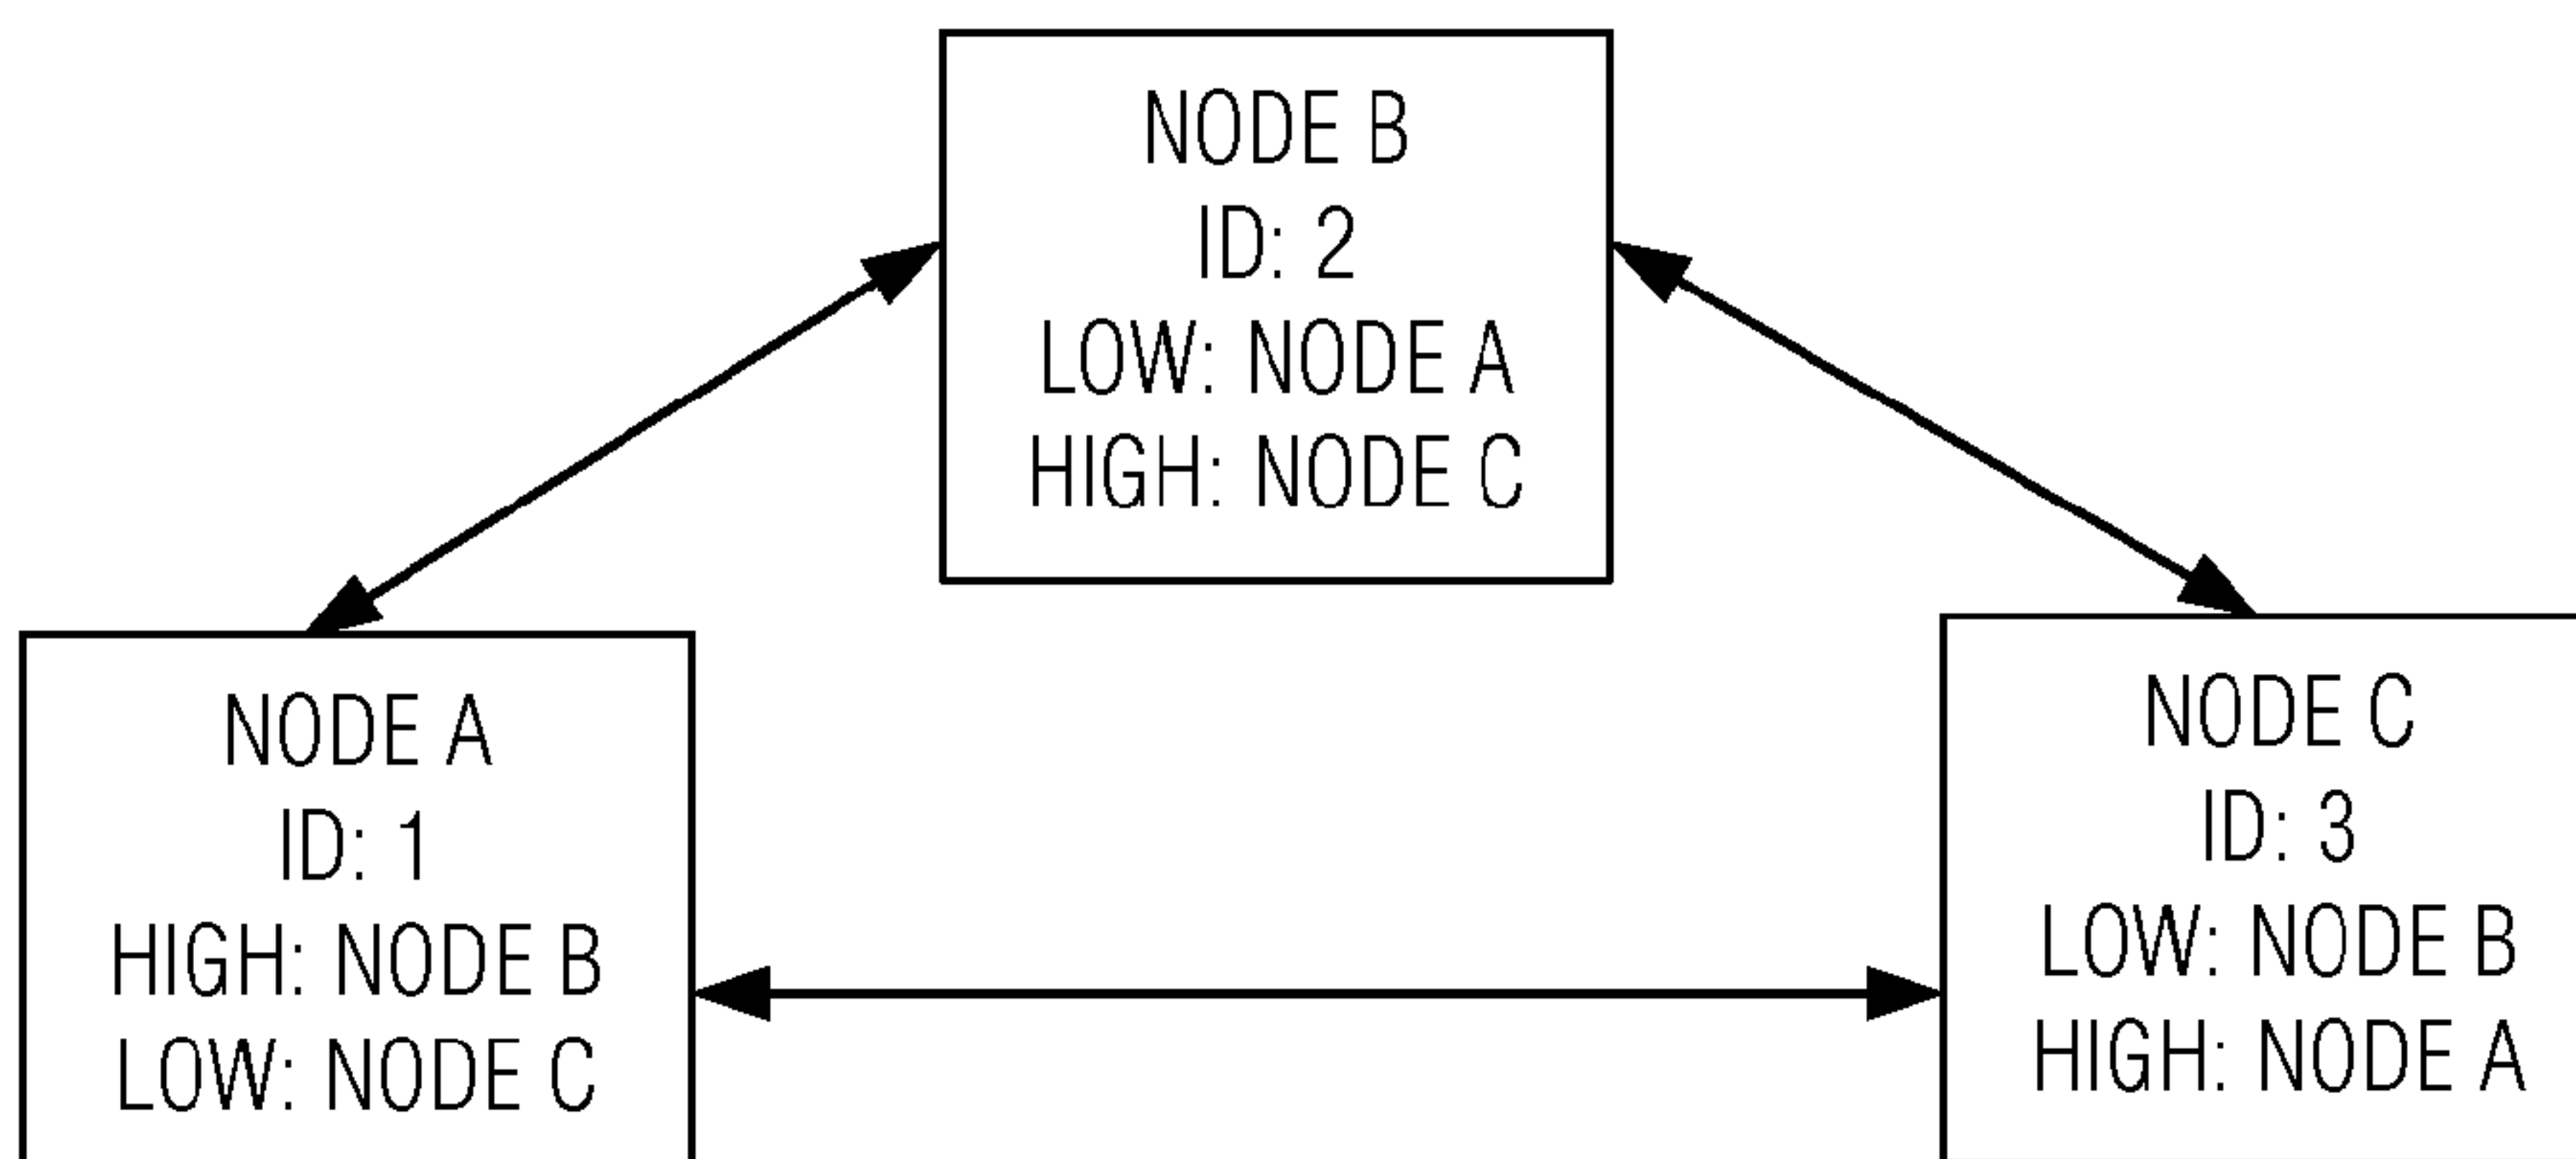 NODE B
ID: 2
LOW: NODE A
HIGH: NODE C
NODE A
ID: 1
HIGH: NODE B
LOW: NODE C
NODE C
ID: 3
LOW: NODE B
HIGH: NODE A